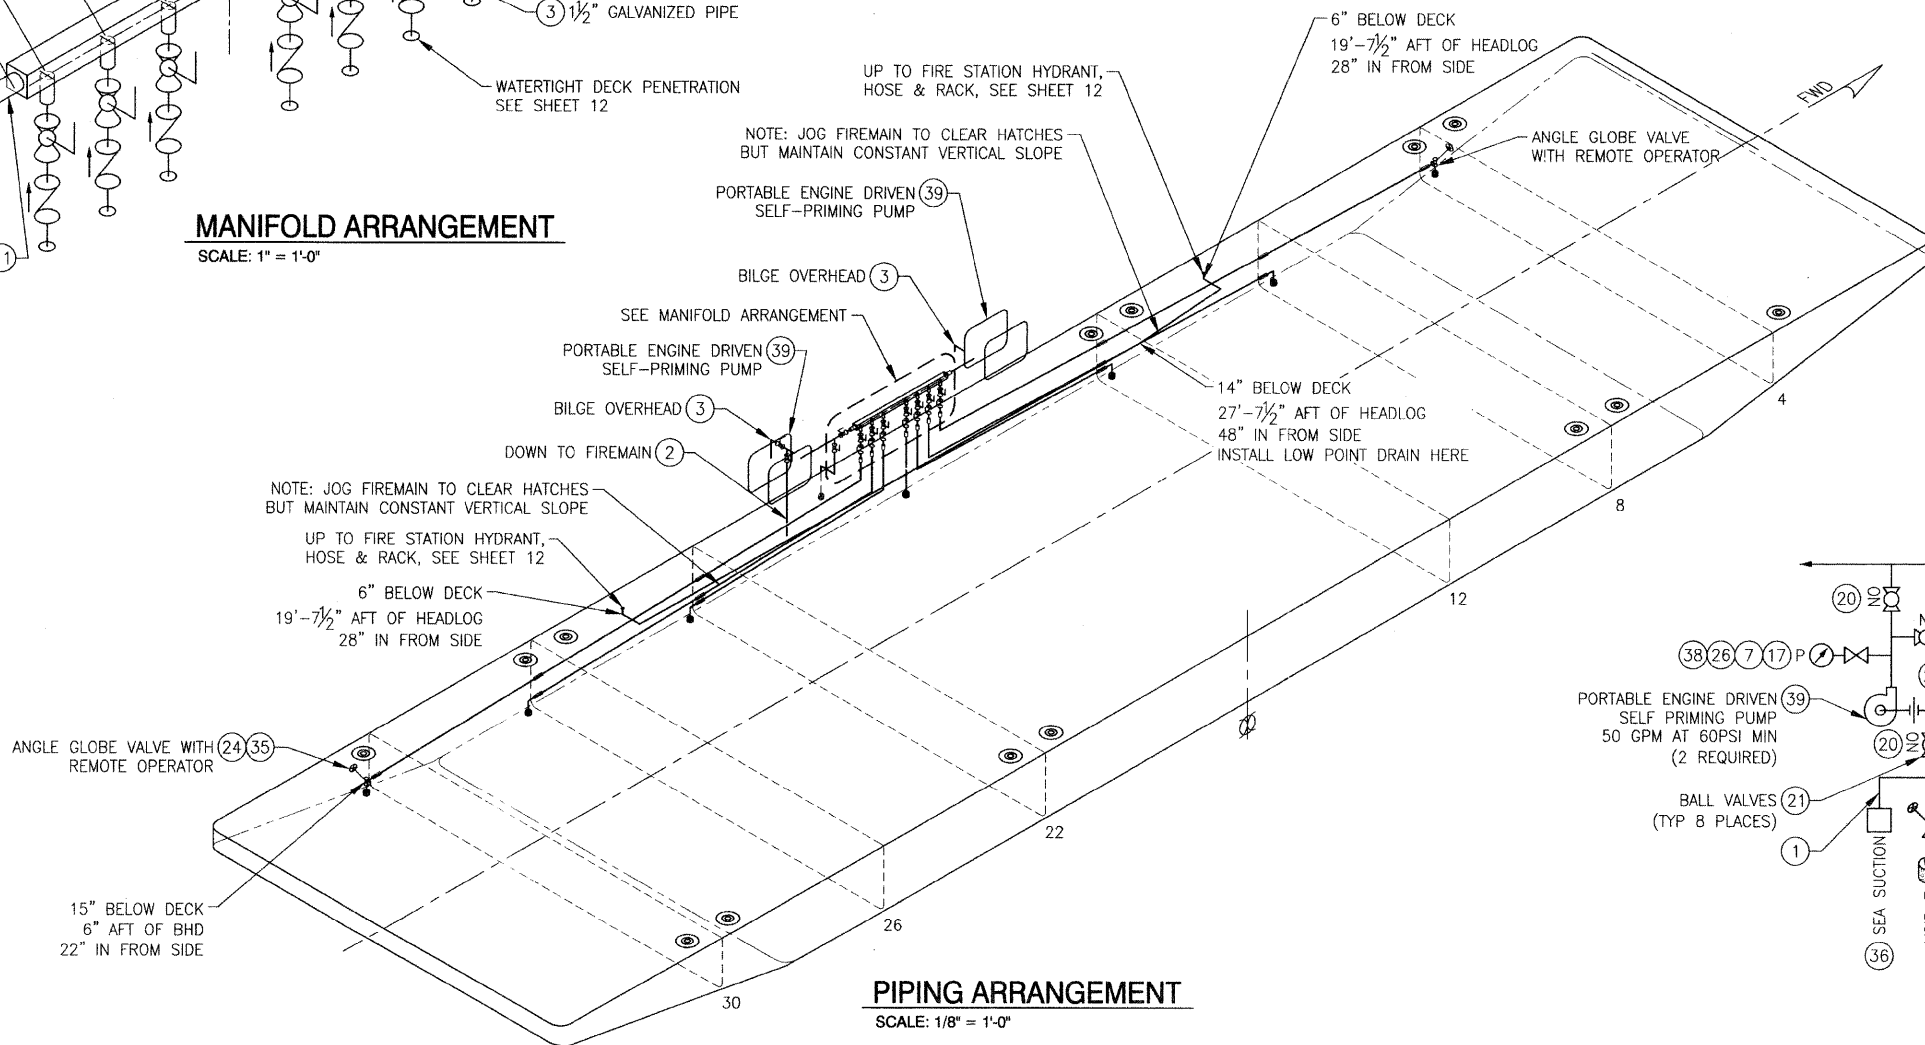 ③ 1½" GALVANIZED PIPE
WATERTIGHT DECK PENETRATION
SEE SHEET 12
1
MANIFOLD ARRANGEMENT
SCALE: 1" = 1'-0"
6" BELOW DECK
19'-7½" AFT OF HEADLOG
28" IN FROM SIDE
UP TO FIRE STATION HYDRANT,
HOSE & RACK, SEE SHEET 12
FWD
NOTE: JOG FIREMAIN TO CLEAR HATCHES
BUT MAINTAIN CONSTANT VERTICAL SLOPE
ANGLE GLOBE VALVE
WITH REMOTE OPERATOR
PORTABLE ENGINE DRIVEN 39
SELF-PRIMING PUMP
BILGE OVERHEAD 3
SEE MANIFOLD ARRANGEMENT
PORTABLE ENGINE DRIVEN 39
SELF-PRIMING PUMP
BILGE OVERHEAD 3
DOWN TO FIREMAIN 2
14" BELOW DECK
27'-7½" AFT OF HEADLOG
48" IN FROM SIDE
INSTALL LOW POINT DRAIN HERE
NOTE: JOG FIREMAIN TO CLEAR HATCHES
BUT MAINTAIN CONSTANT VERTICAL SLOPE
UP TO FIRE STATION HYDRANT,
HOSE & RACK, SEE SHEET 12
6" BELOW DECK
19'-7½" AFT OF HEADLOG
28" IN FROM SIDE
4
8
12
22
26
30
ANGLE GLOBE VALVE WITH 24 35
REMOTE OPERATOR
15" BELOW DECK
6" AFT OF BHD
22" IN FROM SIDE
PIPING ARRANGEMENT
SCALE: 1/8" = 1'-0"
20 NO
38 26 7 17 P
PORTABLE ENGINE DRIVEN 39
SELF PRIMING PUMP
50 GPM AT 60PSI MIN
(2 REQUIRED)
20 NO
BALL VALVES 21
(TYP 8 PLACES)
1
SEA SUCTION
36